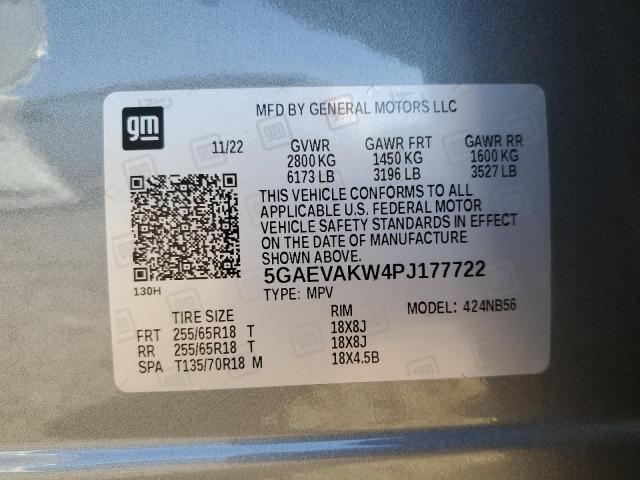 MFD BY GENERAL MOTORS LLC
gm
11/22 GVWR GAWR FRT GAWR RR
2800 KG 1450 KG 1600 KG
6173 LB 3196 LB 3527 LB
THIS VEHICLE CONFORMS TO ALL
APPLICABLE U.S. FEDERAL MOTOR
VEHICLE SAFETY STANDARDS IN EFFECT
ON THE DATE OF MANUFACTURE
SHOWN ABOVE.
5GAEVAKW4PJ177722
130H TYPE: MPV
TIRE SIZE RIM MODEL: 424NB56
FRT 255/65R18 T 18X8J
RR 255/65R18 T 18X8J
SPA T135/70R18 M 18X4.5B